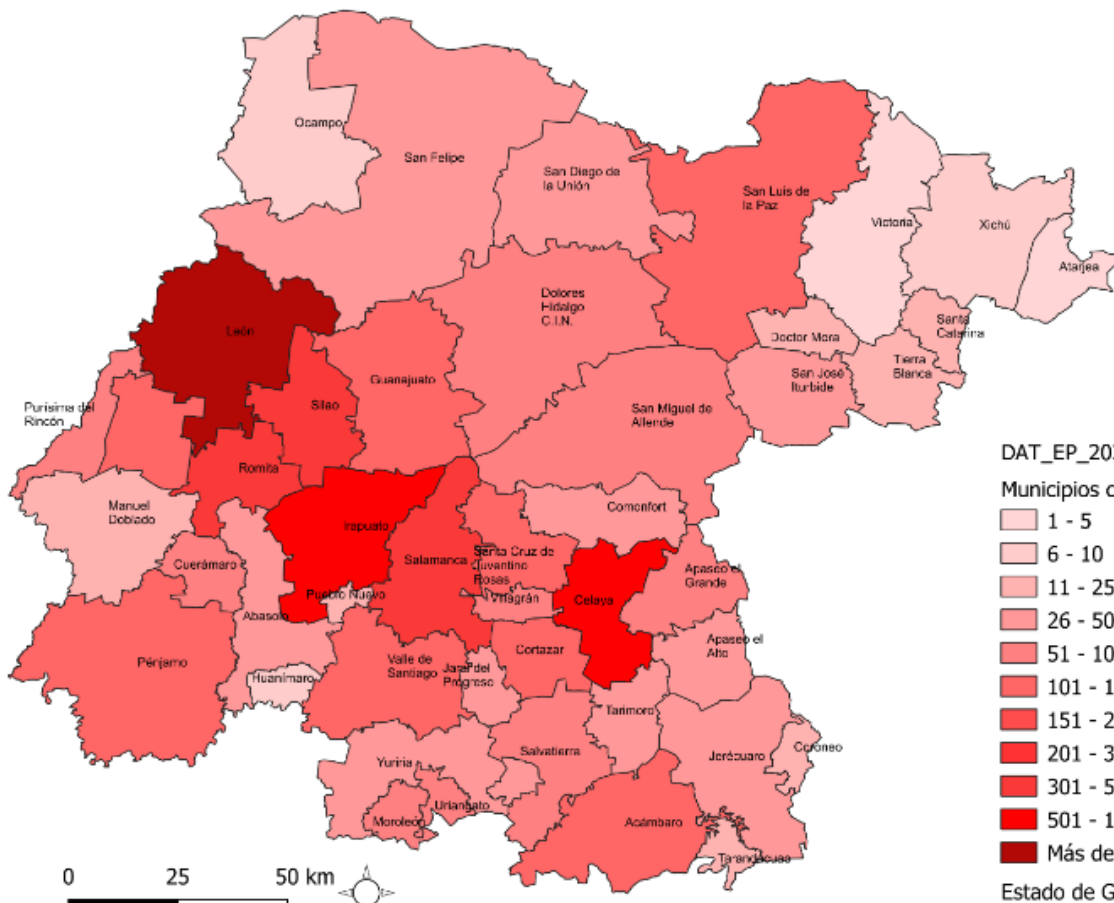 Ocampo
San Felipe
San Diego de
la Unión
San Luis de
la Paz
Victoria
Xichú
Atarjea
León
Dolores
Hidalgo
C.I.N.
Doctor Mora
Santa
Catarina
Tierra
Blanca
San José
Iturbide
Guanajuato
Silao
San Miguel de
Allende
Purísima del
Rincón
Romita
Manuel
Doblado
Irapuato
Comonfort
Cuerámaro
Salamanca
Santa Cruz de
Juventino
Rosas
Apaseo el
Grande
Pueblo Nuevo
Villagrán
Celaya
Abasolo
Apaseo el
Alto
Pénjamo
Valle de
Santiago
Jaral del
Progreso
Cortazar
Huanímaro
Tarimoro
Yuriria
Salvatierra
Jerécuaro
Coroneo
Uriangato
Moroleón
Acámbaro
Tarandacuao
DAT_EP_20
Municipios
1 - 5
6 - 10
11 - 25
26 - 50
51 - 10
101 - 1
151 - 2
201 - 3
301 - 5
501 - 1
Más de
Estado de G
0 25 50 km